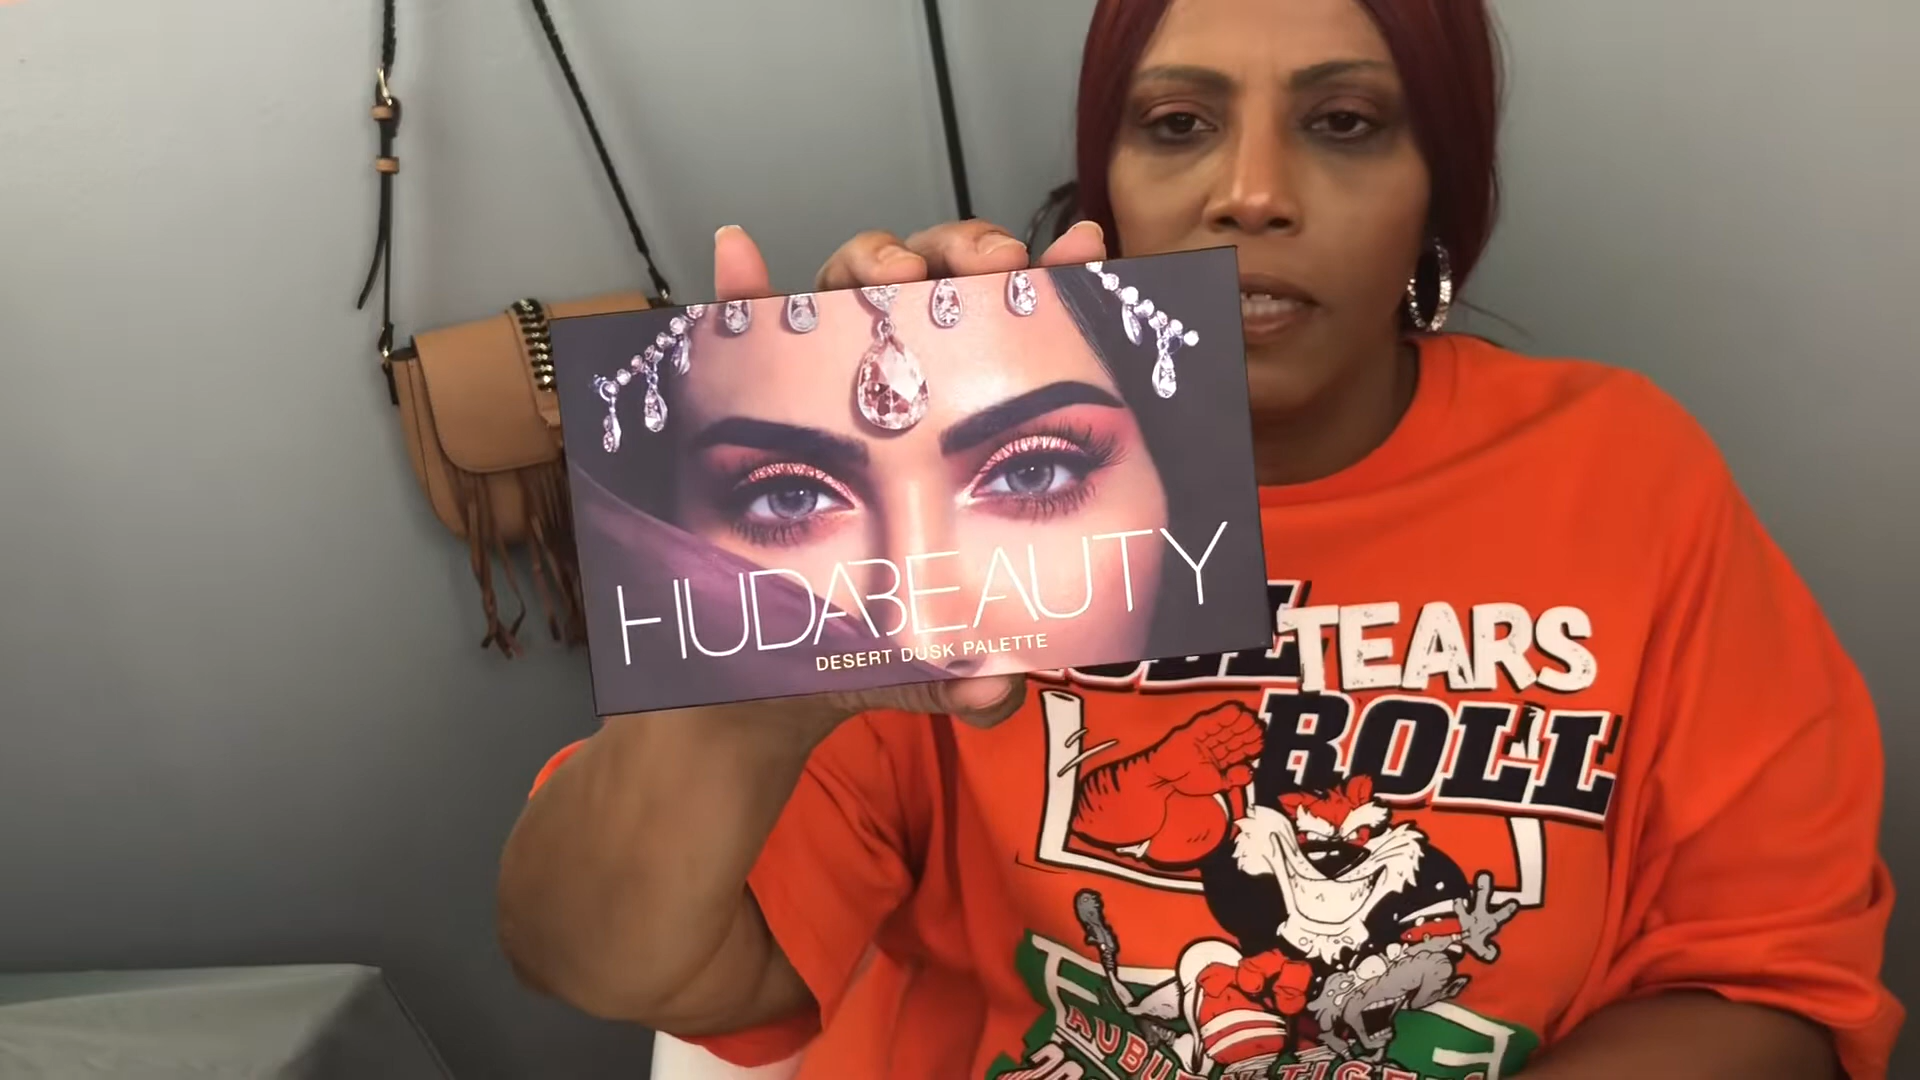 HUDABEAUTY
DESERT DUSK PALETTE
TEARS
ROLL
AUBURN TIGERS